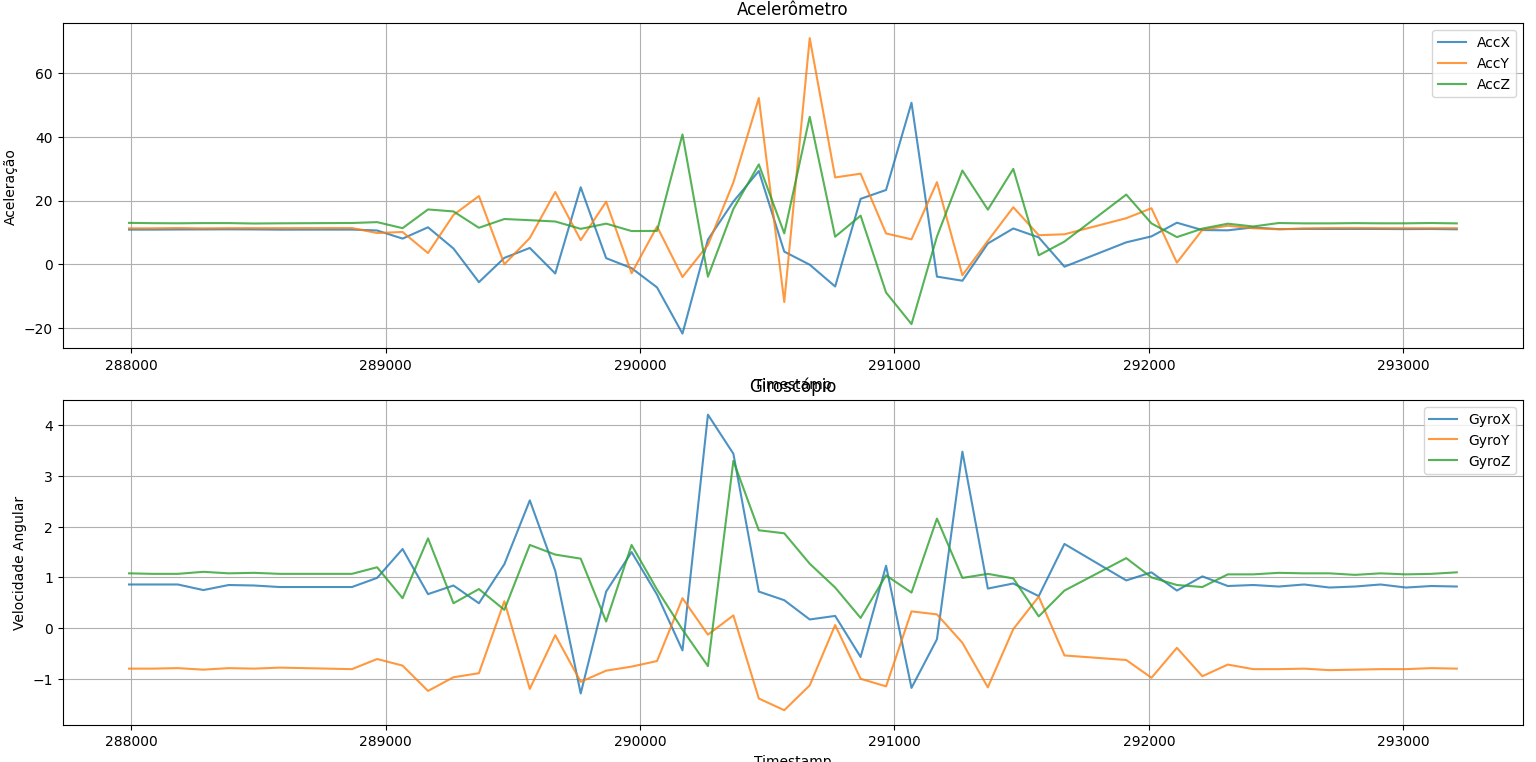 Acelerômetro
AccX
AccY
AccZ
Aceleração
60
40
20
0
−20
288000 289000 290000 291000 292000 293000
Timestamp
Giroscópio
GyroX
GyroY
GyroZ
Velocidade Angular
4
3
2
1
0
−1
288000 289000 290000 291000 292000 293000
Timestamp